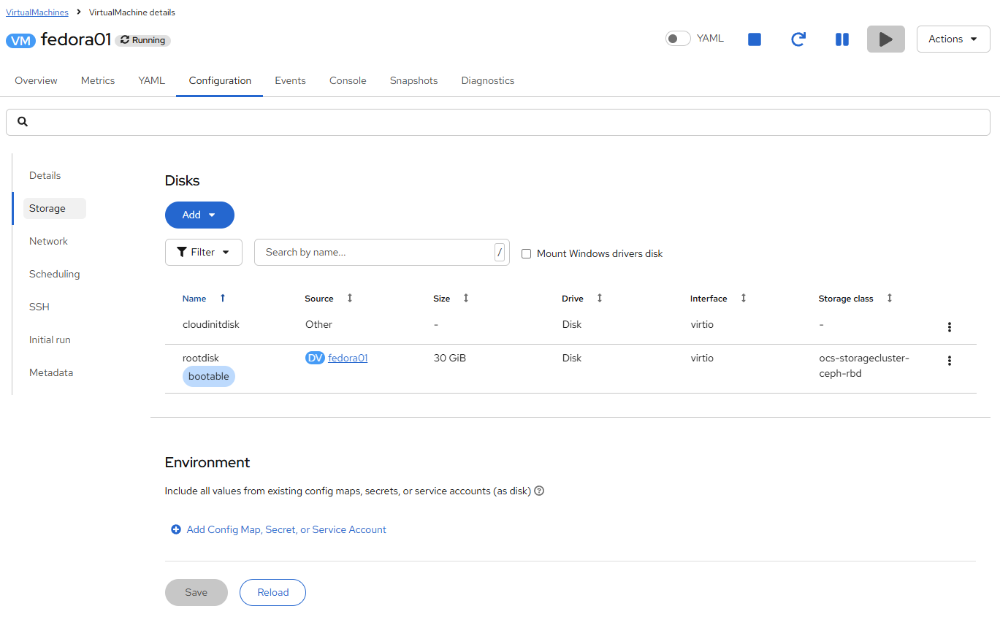 VirtualMachines > VirtualMachine details
VM fedora01 Running YAML Actions
Overview Metrics YAML Configuration Events Console Snapshots Diagnostics
Details
Storage
Network
Scheduling
SSH
Initial run
Metadata
Disks
Add
Filter Search by name... / Mount Windows drivers disk
Name Source Size Drive Interface Storage class
cloudinitdisk Other - Disk virtio -
rootdisk DV fedora01 30 GiB Disk virtio ocs-storagecluster-
bootable ceph-rbd
Environment
Include all values from existing config maps, secrets, or service accounts (as disk) ?
Add Config Map, Secret, or Service Account
Save Reload